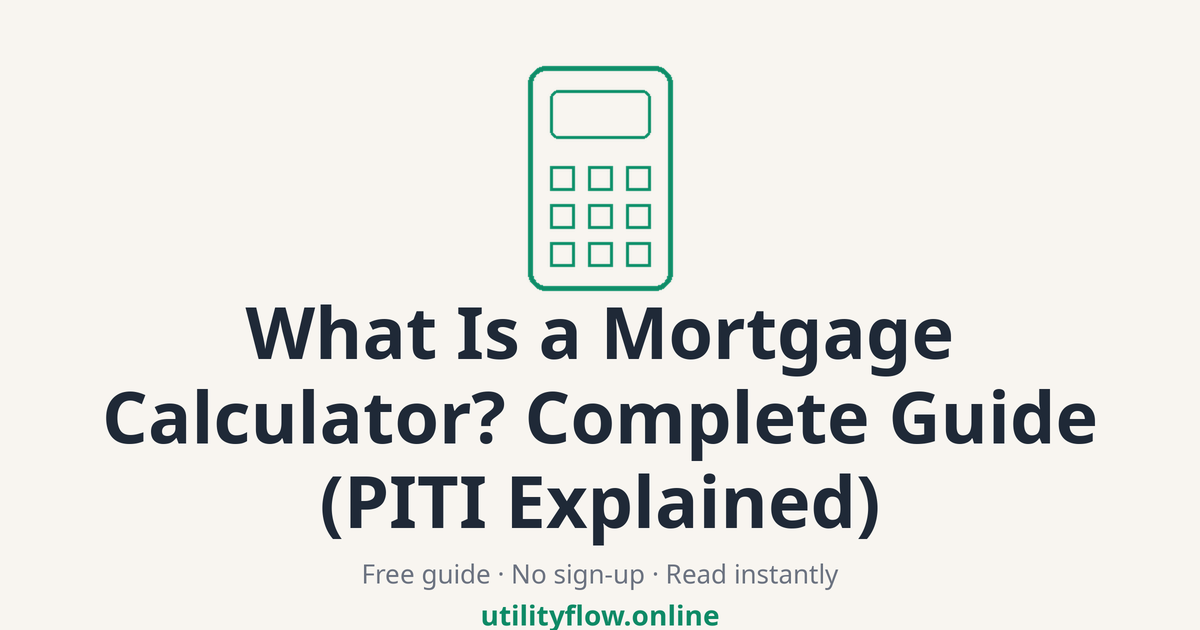 What Is a Mortgage
Calculator? Complete Guide
(PITI Explained)
Free guide · No sign-up · Read instantly
utilityflow.online